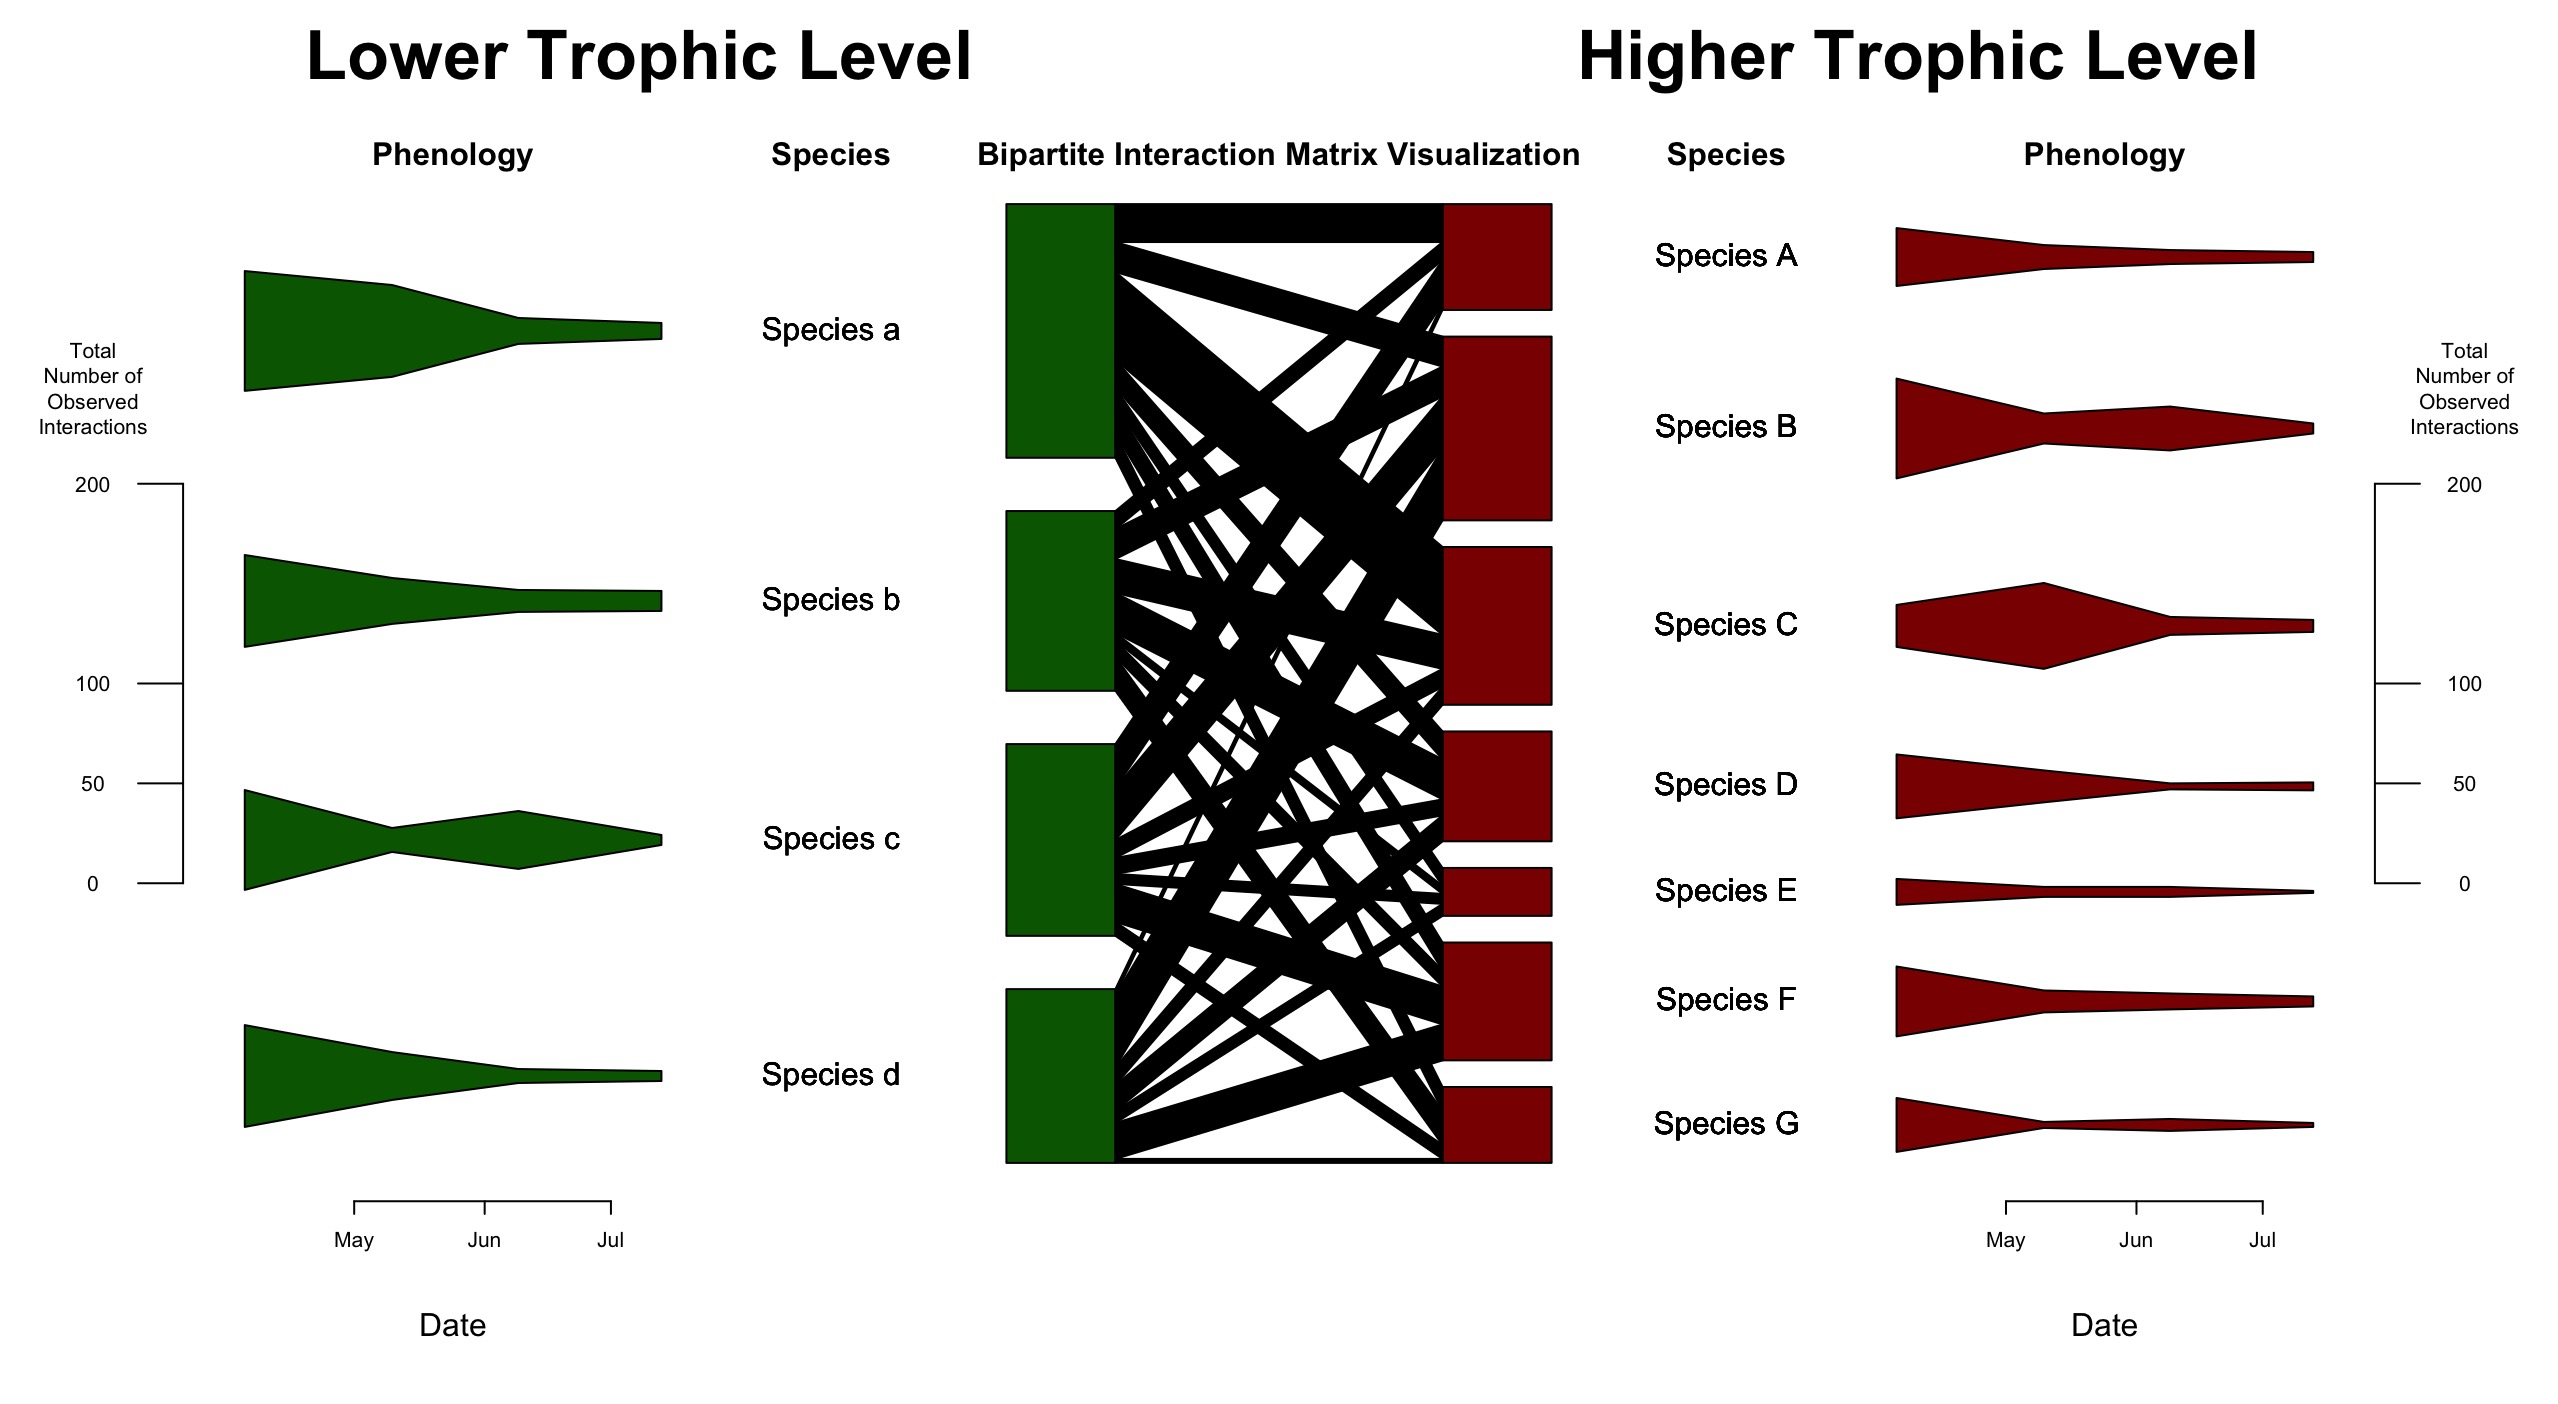 Lower Trophic Level
Higher Trophic Level
Phenology
Species
Bipartite Interaction Matrix Visualization
Species
Phenology
Total
Number of
Observed
Interactions
200
100
50
0
Species a
Species b
Species c
Species d
May
Jun
Jul
Date
Species A
Species B
Species C
Species D
Species E
Species F
Species G
May
Jun
Jul
Date
Total
Number of
Observed
Interactions
200
100
50
0